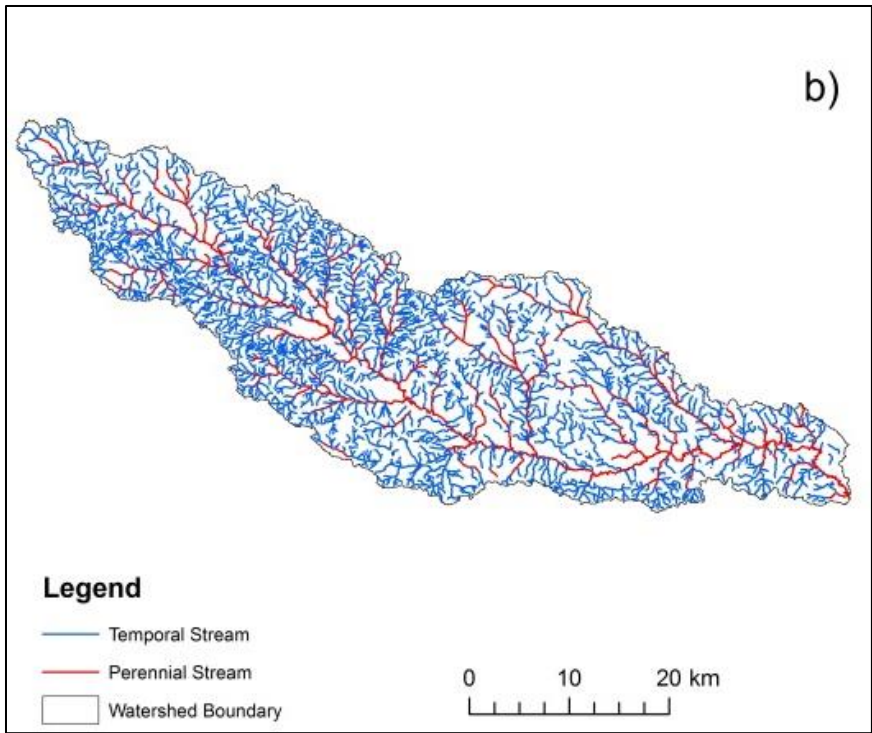 b)
Legend
Temporal Stream
Perennial Stream
Watershed Boundary
0 10 20 km